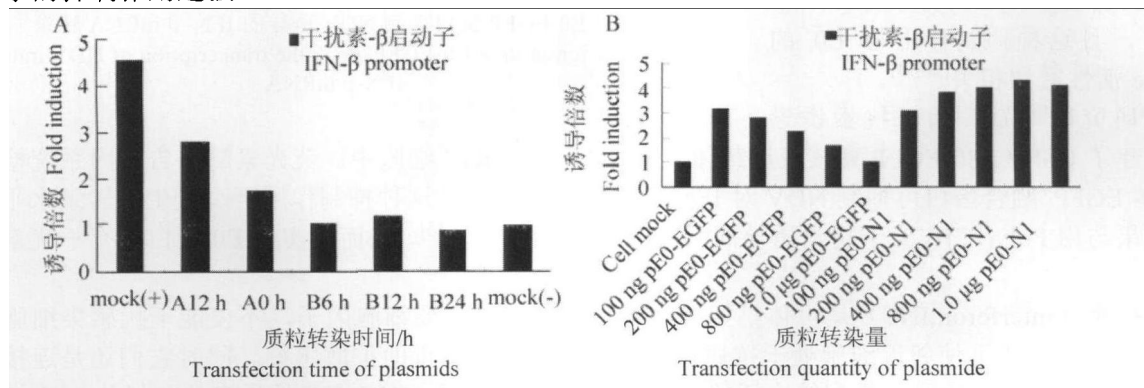 A
干扰素-β启动子
IFN-β promoter
诱导倍数 Fold induction
5
4
3
2
1
0
mock(+) A12 h A0 h B6 h B12 h B24 h mock(-)
质粒转染时间/h
Transfection time of plasmids
B
干扰素-β启动子
IFN-β promoter
诱导倍数
Fold induction
5
4
3
2
1
0
Cell mock
100 ng pE0-EGFP
200 ng pE0-EGFP
400 ng pE0-EGFP
800 ng pE0-EGFP
1.0 μg pE0-EGFP
100 ng pE0-N1
200 ng pE0-N1
400 ng pE0-N1
800 ng pE0-N1
1.0 μg pE0-N1
质粒转染量
Transfection quantity of plasmide